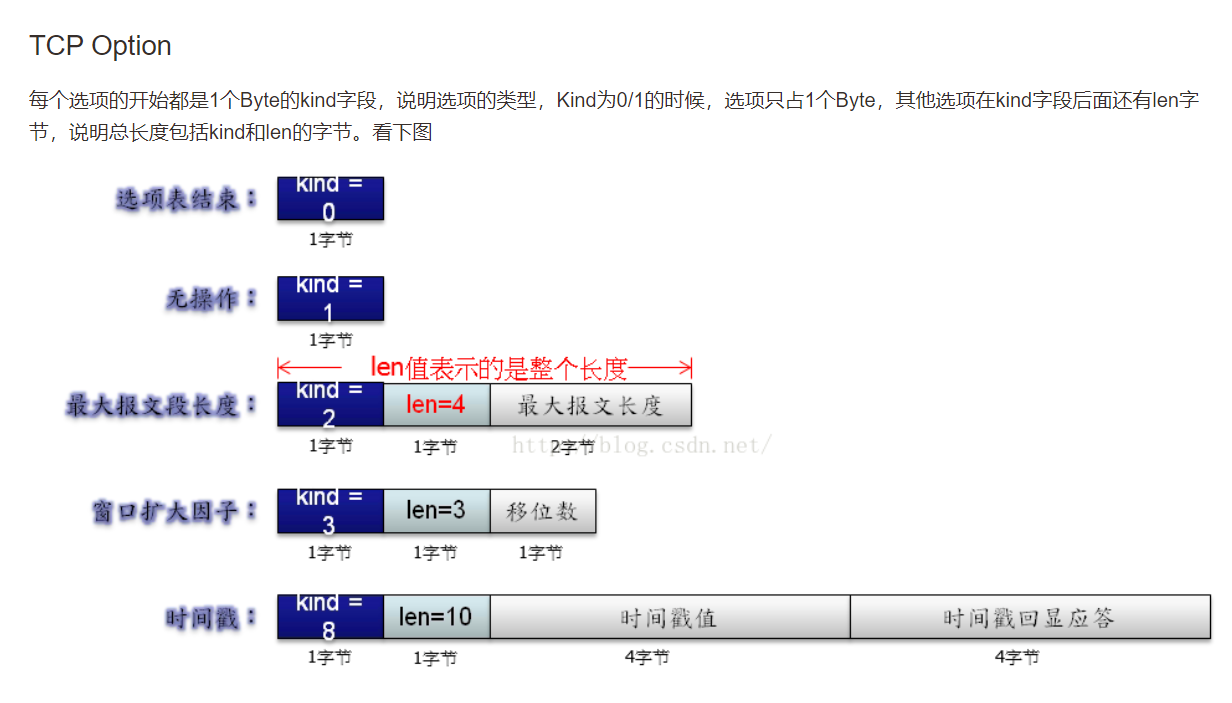 TCP Option
每个选项的开始都是1个Byte的kind字段，说明选项的类型，Kind为0/1的时候，选项只占1个Byte，其他选项在kind字段后面还有len字
节，说明总长度包括kind和len的字节。看下图
选项表结束：
kind =
0
1字节
无操作：
kind =
1
1字节
len值表示的是整个长度
最大报文段长度：
kind =
2
len=4
最大报文长度
1字节
1字节
2字节
http://blog.csdn.net/
窗口扩大因子：
kind =
3
len=3
移位数
1字节
1字节
1字节
时间戳：
kind =
8
len=10
时间戳值
时间戳回显应答
1字节
1字节
4字节
4字节